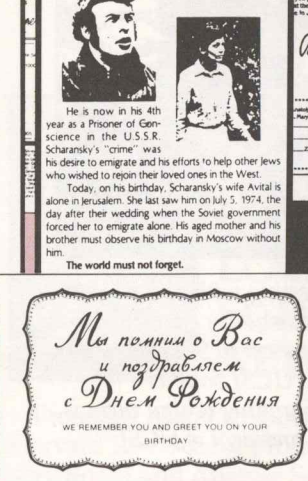 He is now in his 4th
year as a Prisoner of Con-
science in the U.S.S.R.
Scharansky's "crime" was
his desire to emigrate and his efforts to help other Jews
who wished to rejoin their loved ones in the West.
Today, on his birthday, Scharansky's wife Avital is
alone in Jerusalem. She last saw him on July 5, 1974, the
day after their wedding when the Soviet government
forced her to emigrate alone. His aged mother and his
brother must observe his birthday in Moscow without
him.
The world must not forget.
Мы помним о Вас
и поздравляем
с Днем Рождения
WE REMEMBER YOU AND GREET YOU ON YOUR
BIRTHDAY